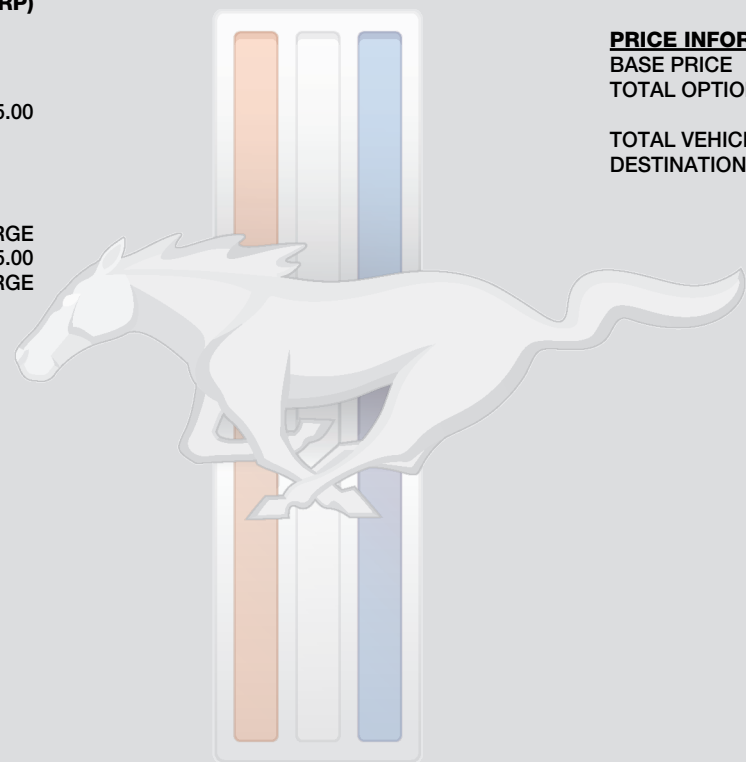 RP)
5.00
RGE
5.00
RGE
PRICE INFOR
BASE PRICE
TOTAL OPTIO
TOTAL VEHICL
DESTINATION